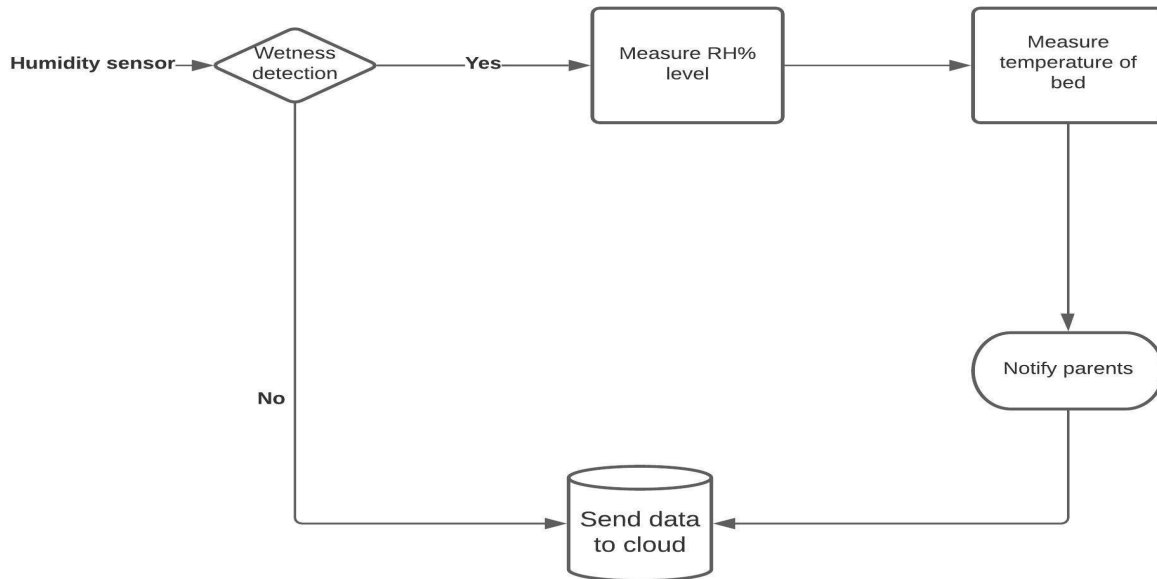 Humidity sensor
Wetness
detection
Yes
Measure RH%
level
Measure
temperature of
bed
Notify parents
No
Send data
to cloud